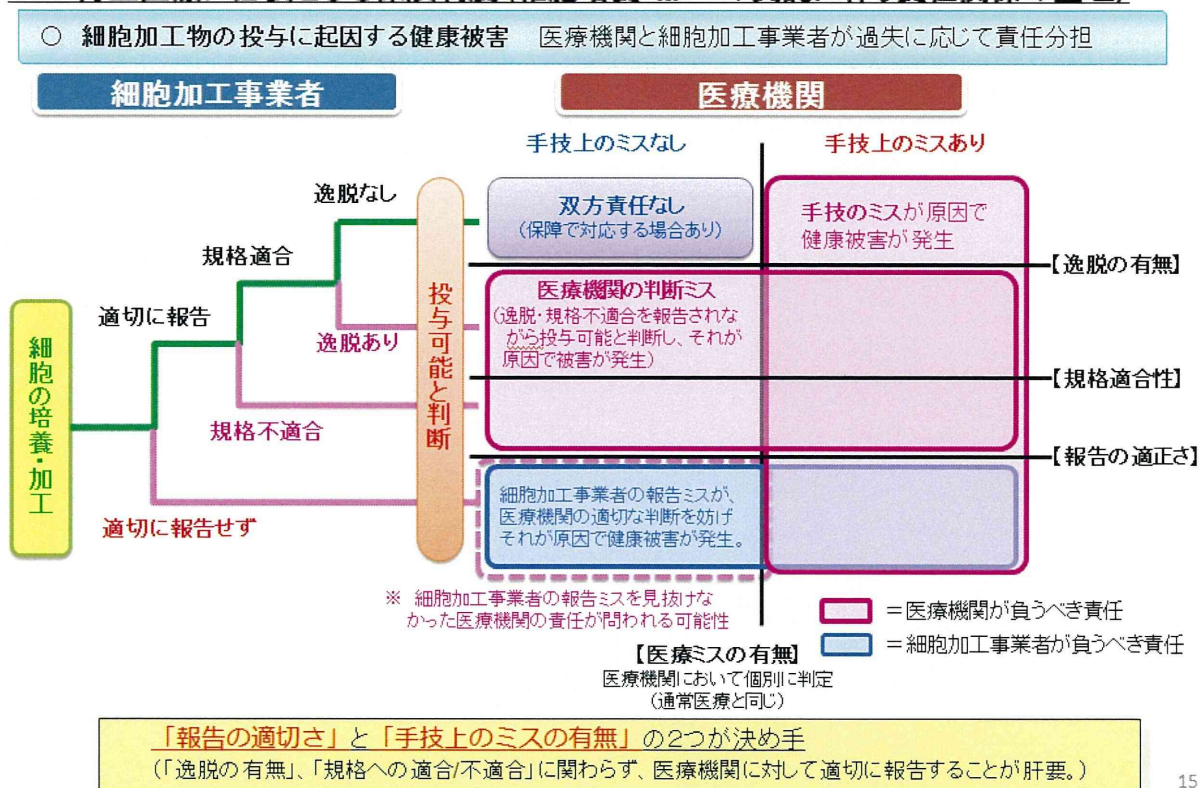 ○ 細胞加工物の投与に起因する健康被害 医療機関と細胞加工事業者が過失に応じて責任分担
細胞加工事業者
医療機関
手技上のミスなし
手技上のミスあり
逸脱なし
双方責任なし
(保障で対応する場合あり)
手技のミスが原因で
健康被害が発生
規格適合
【逸脱の有無】
適切に報告
逸脱あり
投与可能と判断
医療機関の判断ミス
(逸脱・規格不適合を報告されな
がら投与可能と判断し、それが
原因で被害が発生)
【規格適合性】
細胞の培養・加工
規格不適合
【報告の適正さ】
適切に報告せず
細胞加工事業者の報告ミスが、
医療機関の適切な判断を妨げ
それが原因で健康被害が発生。
※ 細胞加工事業者の報告ミスを見抜けな
かった医療機関の責任が問われる可能性
=医療機関が負うべき責任
=細胞加工事業者が負うべき責任
【医療ミスの有無】
医療機関において個別に判定
(通常医療と同じ)
「報告の適切さ」と「手技上のミスの有無」の2つが決め手
(「逸脱の有無」、「規格への適合/不適合」に関わらず、医療機関に対して適切に報告することが肝要。)
15